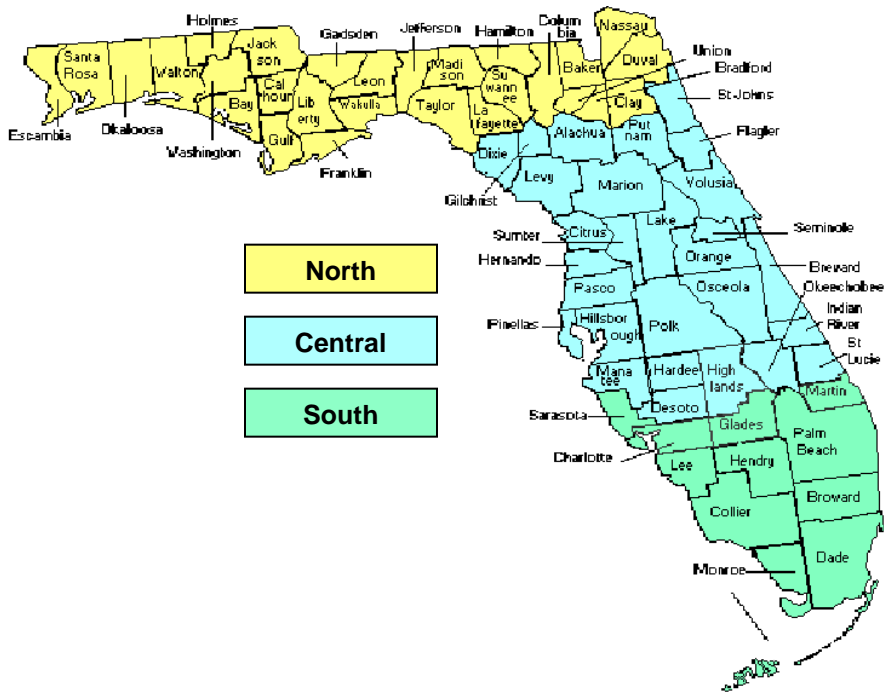 Holmes
Gadsden
Jefferson
Hamilton
Colum
bia
Nassau
Santa
Rosa
Jack
son
Walton
Leon
Madi
son
Su
wann
ee
Baker
Duval
Union
Bradford
Cal
houn
Lib
erty
Bay
Wakulla
Taylor
La
fayette
Clay
St Johns
Escambia
Okaloosa
Washington
Gulf
Franklin
Dixie
Alachua
Put
nam
Flagler
Gilchrist
Levy
Marion
Volusia
Sumter
Citrus
Lake
Seminole
Hernando
Orange
Brevard
North
Pasco
Osceola
Okeechobee
Pinellas
Hillsbor
ough
Polk
Indian
River
Central
St
Lucie
Mana
tee
Hardee
High
lands
Martin
South
Sarasota
Desoto
Glades
Palm
Beach
Charlotte
Lee
Hendry
Broward
Collier
Monroe
Dade